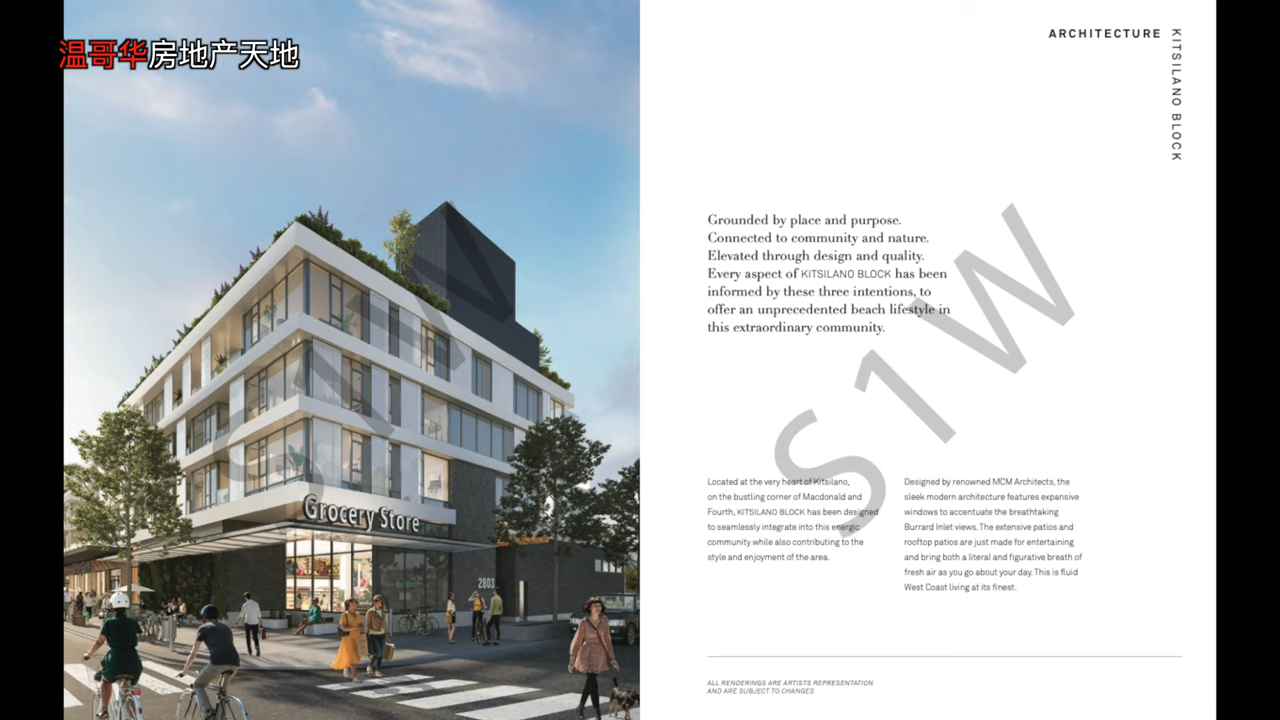 温哥华房地产天地
ARCHITECTURE
KITSILANO BLOCK
Grounded by place and purpose.
Connected to community and nature.
Elevated through design and quality.
Every aspect of KITSILANO BLOCK has been
informed by these three intentions, to
offer an unprecedented beach lifestyle in
this extraordinary community.
Located at the very heart of Kitsilano,
on the bustling corner of Macdonald and
Fourth, KITSILANO BLOCK has been designed
to seamlessly integrate into this energic
community while also contributing to the
style and enjoyment of the area.
Designed by renowned MCM Architects, the
sleek modern architecture features expansive
windows to accentuate the breathtaking
Burrard Inlet views. The extensive patios and
rooftop patios are just made for entertaining
and bring both a literal and figurative breath of
fresh air as you go about your day. This is fluid
West Coast living at its finest.
S1W
Grocery Store
2803
ALL RENDERINGS ARE ARTISTS REPRESENTATION
AND ARE SUBJECT TO CHANGES